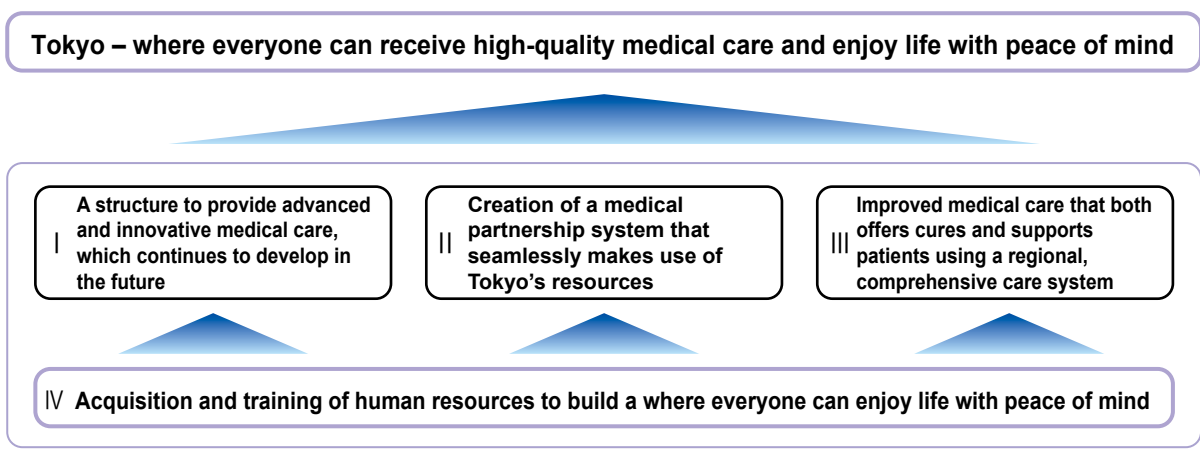 Tokyo – where everyone can receive high-quality medical care and enjoy life with peace of mind
I
A structure to provide advanced
and innovative medical care,
which continues to develop in
the future
II
Creation of a medical
partnership system that
seamlessly makes use of
Tokyo’s resources
III
Improved medical care that both
offers cures and supports
patients using a regional,
comprehensive care system
IV Acquisition and training of human resources to build a where everyone can enjoy life with peace of mind